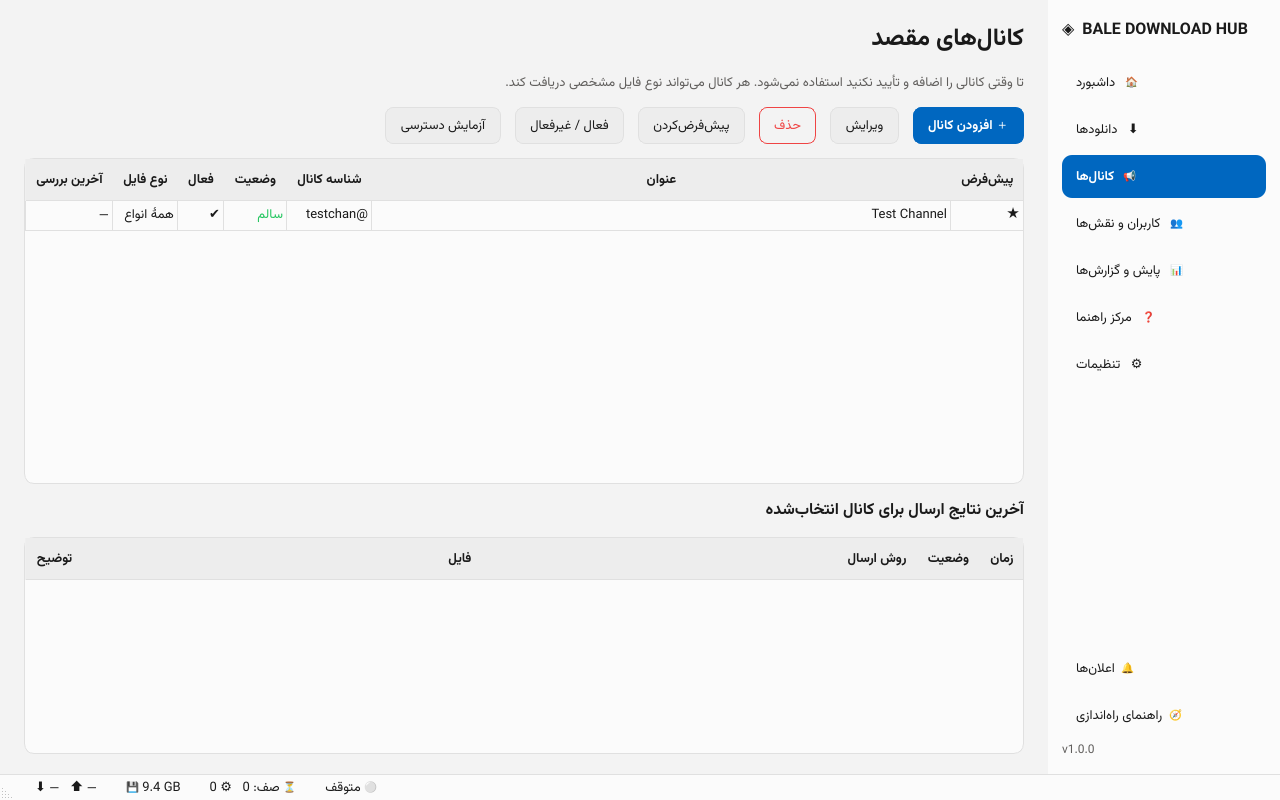 ◈ BALE DOWNLOAD HUB
🏠 داشبورد
⬇ دانلودها
📢 کانال‌ها
👥 کاربران و نقش‌ها
📊 پایش و گزارش‌ها
❓ مرکز راهنما
⚙ تنظیمات
🔔 اعلان‌ها
🧭 راهنمای راه‌اندازی
v1.0.0
کانال‌های مقصد
تا وقتی کانالی را اضافه و تأیید نکنید استفاده نمی‌شود. هر کانال می‌تواند نوع فایل مشخصی دریافت کند.
+ افزودن کانال ویرایش حذف پیش‌فرض‌کردن فعال / غیرفعال آزمایش دسترسی
پیش‌فرض عنوان شناسه کانال وضعیت فعال نوع فایل آخرین بررسی
★ Test Channel @testchan سالم ✔ همهٔ انواع —
آخرین نتایج ارسال برای کانال انتخاب‌شده
زمان وضعیت روش ارسال فایل توضیح
⚪ متوقف ⏳ صف: 0 ⚙ 0 💾 9.4 GB ⬆ — ⬇ —